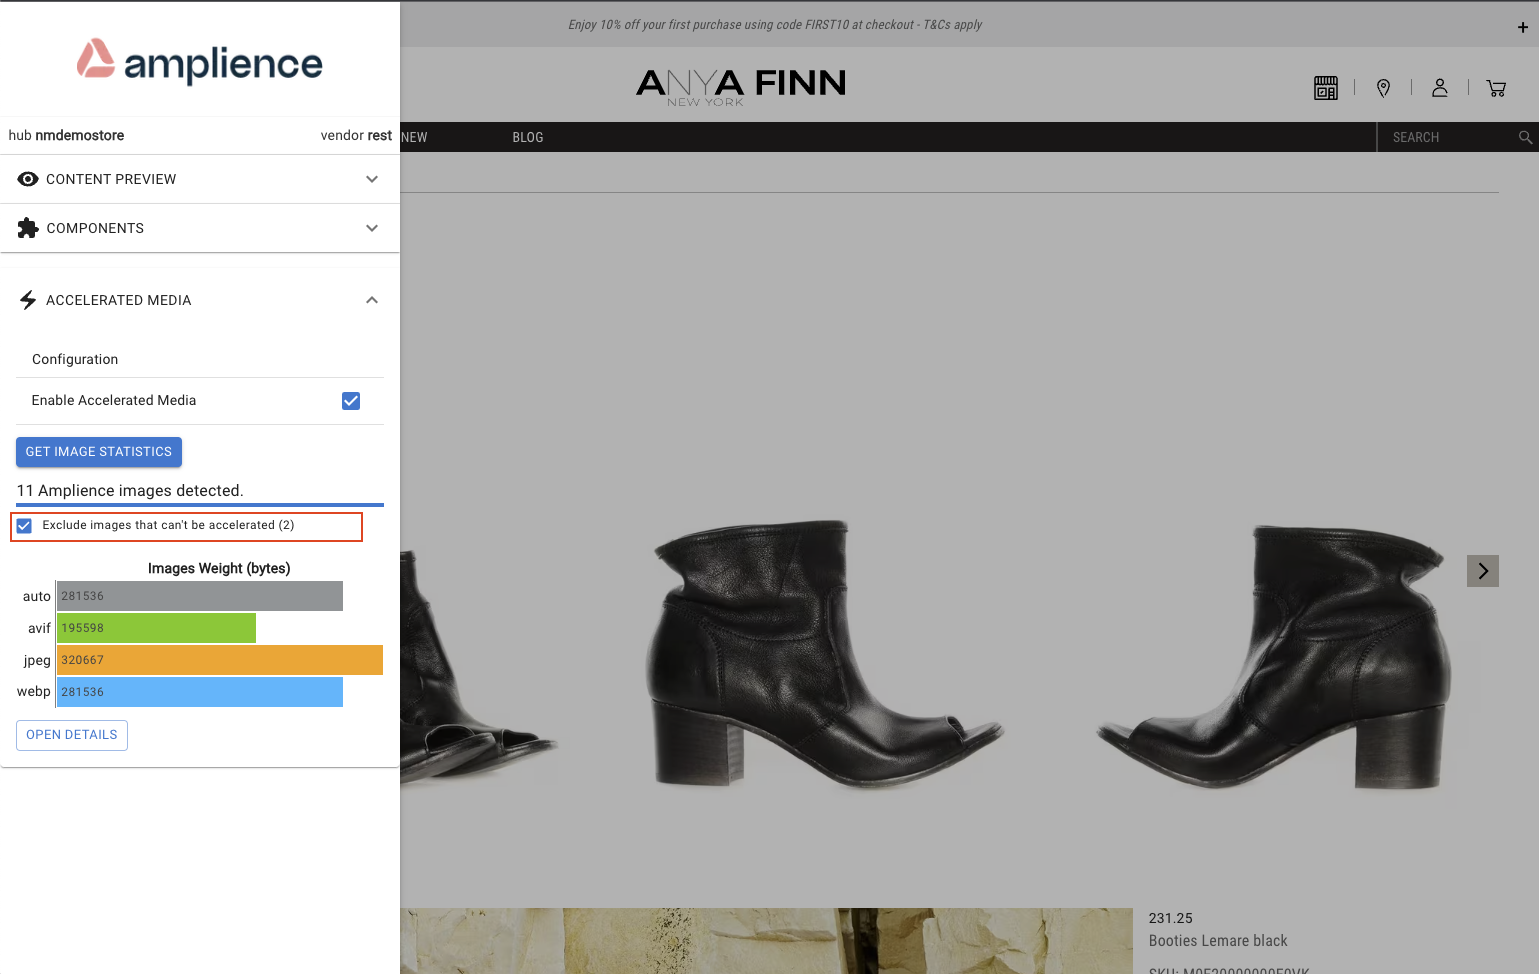 Enjoy 10% off your first purchase using code FIRST10 at checkout - T&Cs apply
amplience
ANYA FINN
NEW YORK
hub nmdemostore
vendor rest
NEW
BLOG
SEARCH
CONTENT PREVIEW
COMPONENTS
ACCELERATED MEDIA
Configuration
Enable Accelerated Media
GET IMAGE STATISTICS
11 Amplience images detected.
Exclude images that can't be accelerated (2)
Images Weight (bytes)
auto 281536
avif 195598
jpeg 320667
webp 281536
OPEN DETAILS
231.25
Booties Lemare black